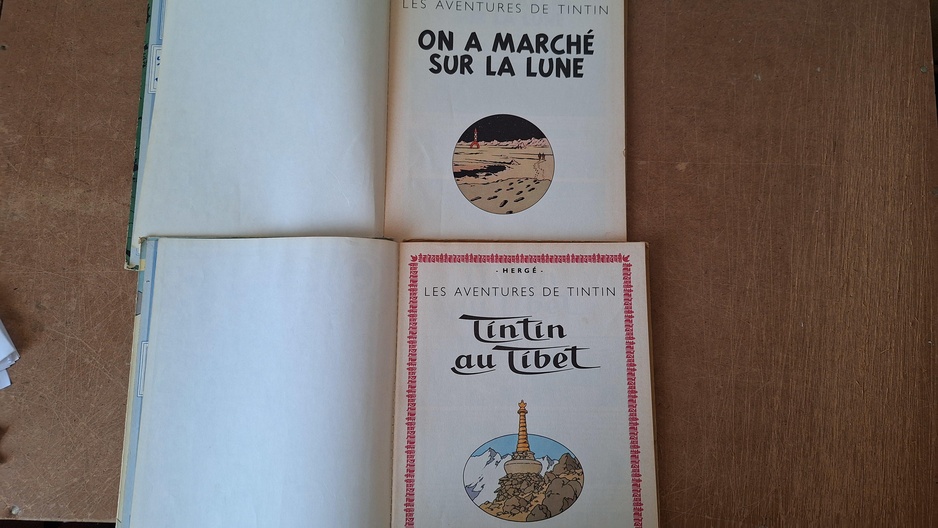 LES AVENTURES DE TINTIN
ON A MARCHÉ
SUR LA LUNE
- HERGÉ -
LES AVENTURES DE TINTIN
Tintin
au Tibet